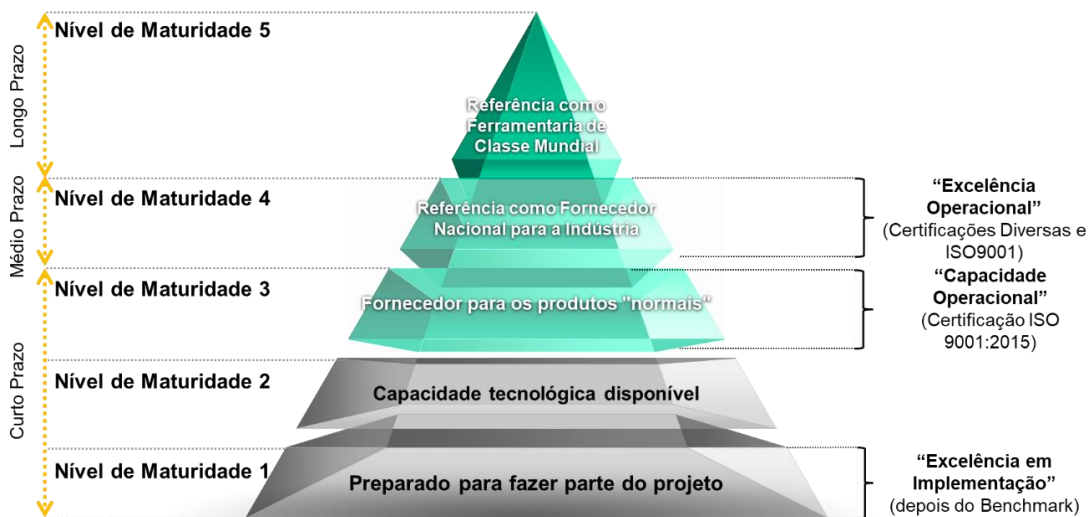 Nível de Maturidade 5
Longo Prazo
Referência como
Ferramentaria de
Classe Mundial
Nível de Maturidade 4
Médio Prazo
Referência como Fornecedor
Nacional para a Indústria
“Excelência
Operacional”
(Certificações Diversas e
ISO9001)
Nível de Maturidade 3
Curto Prazo
Fornecedor para os produtos "normais"
“Capacidade
Operacional”
(Certificação ISO
9001:2015)
Nível de Maturidade 2
Capacidade tecnológica disponível
Nível de Maturidade 1
Preparado para fazer parte do projeto
“Excelência em
Implementação”
(depois do Benchmark)